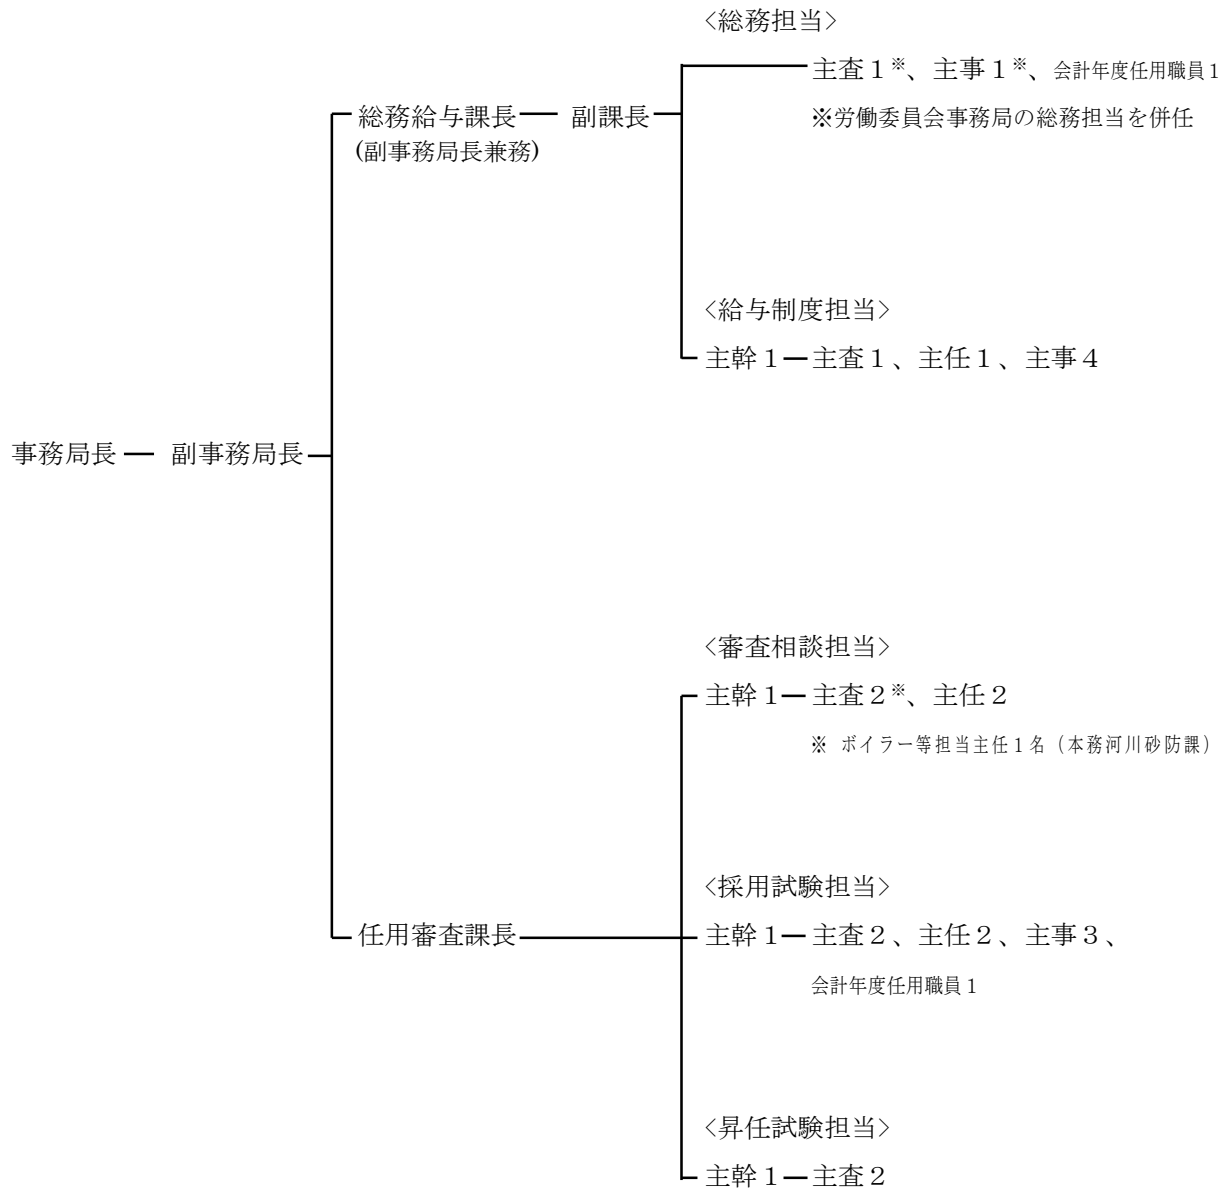 <総務担当>
主査１※、主事１※、会計年度任用職員１
総務給与課長 副課長
※労働委員会事務局の総務担当を併任
(副事務局長兼務)
<給与制度担当>
主幹１ 主査１、主任１、主事４
事務局長 副事務局長
<審査相談担当>
主幹１ 主査２※、主任２
※ ボイラー等担当主任１名（本務河川砂防課）
<採用試験担当>
任用審査課長 主幹１ 主査２、主任２、主事３、
会計年度任用職員１
<昇任試験担当>
主幹１ 主査２